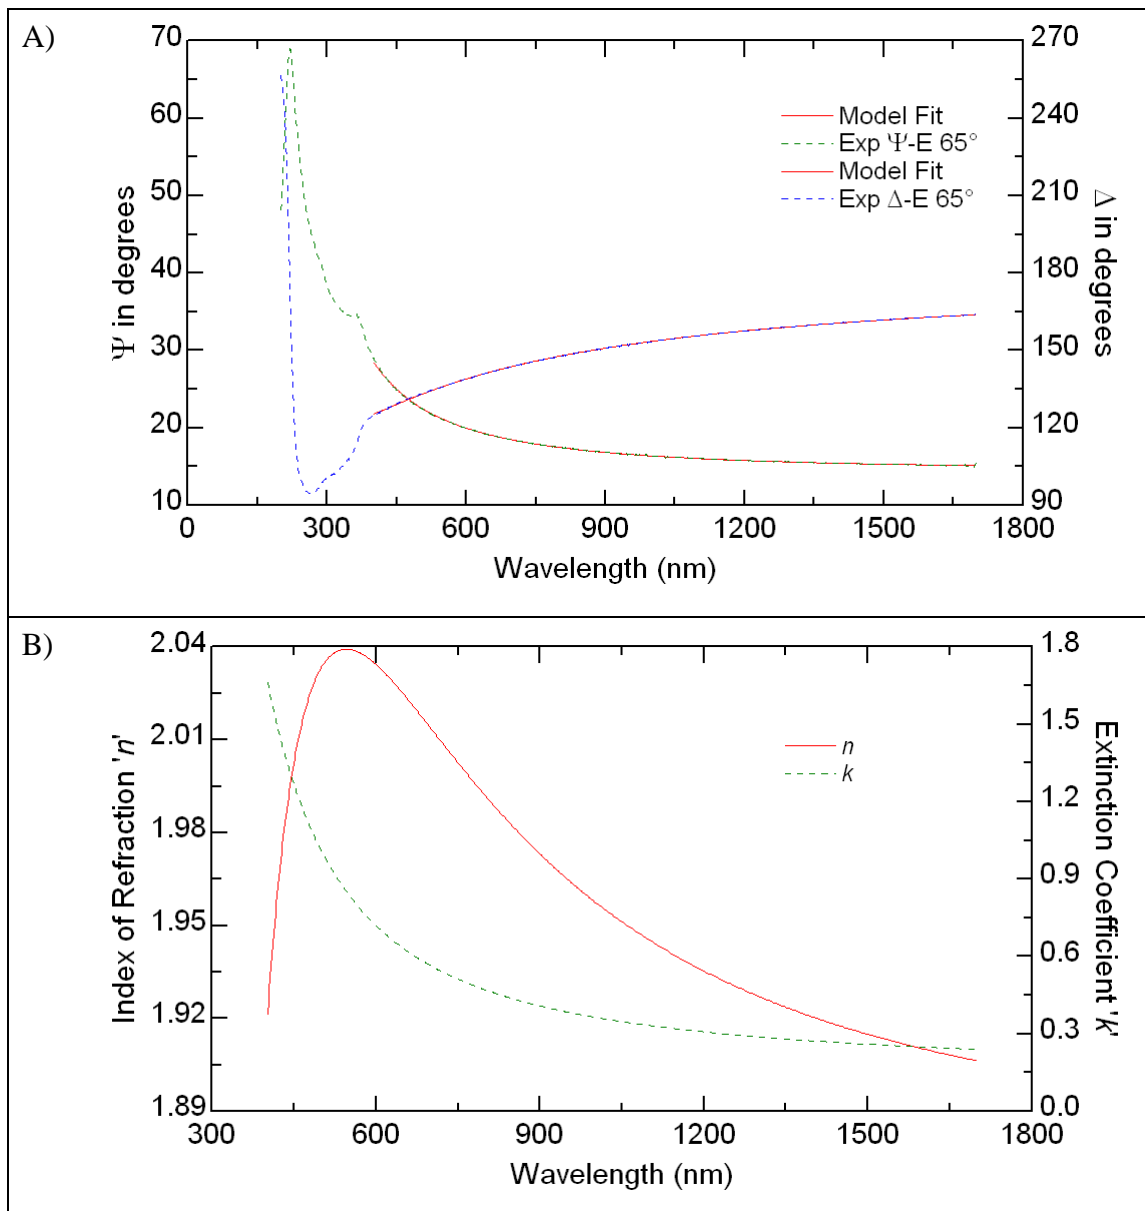 A)
70
60
50
40
30
20
10
Ψ in degrees
270
240
210
180
150
120
90
Δ in degrees
Model Fit
Exp Ψ-E 65°
Model Fit
Exp Δ-E 65°
0 300 600 900 1200 1500 1800
Wavelength (nm)
B)
2.04
2.01
1.98
1.95
1.92
1.89
Index of Refraction 'n'
1.8
1.5
1.2
0.9
0.6
0.3
0.0
Extinction Coefficient 'k'
n
k
300 600 900 1200 1500 1800
Wavelength (nm)